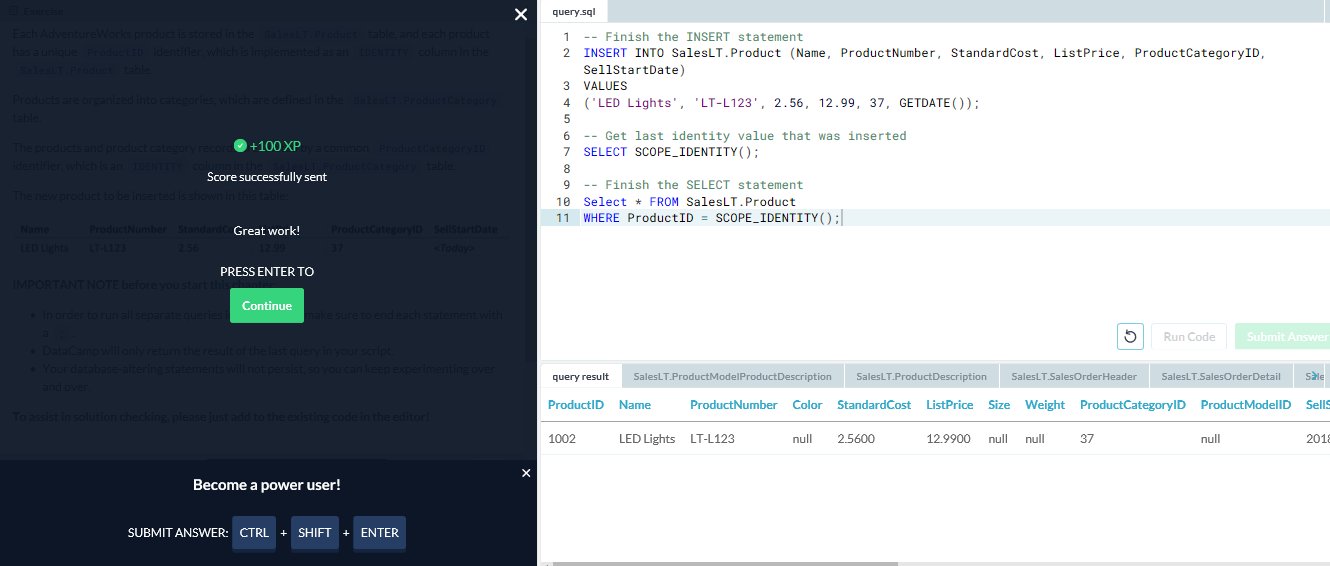 Exercise
Each AdventureWorks product is stored in the SalesLT.Product table, and each product
has a unique ProductID identifier, which is implemented as an IDENTITY column in the
SalesLT.Product table.
Products are organized into categories, which are defined in the SalesLT.ProductCategory
table.
The products and product category records by a common ProductCategoryID
identifier, which is an IDENTITY column in the SalesLT.ProductCategory table.
The new product to be inserted is shown in this table:
Name ProductNumber StandardCost ProductCategoryID SellStartDate
LED Lights LT-L123 2.56 12.99 37 <Today>
IMPORTANT NOTE before you start this chapter:
In order to run all separate queries make sure to end each statement with
a
DataCamp will only return the result of the last query in your script
Your database-altering statements will not persist, so you can keep experimenting over
and over
To assist in solution checking, please just add to the existing code in the editor!
+100 XP
Score successfully sent
Great work!
PRESS ENTER TO
Continue
Become a power user!
SUBMIT ANSWER: CTRL + SHIFT + ENTER
query.sql
1 -- Finish the INSERT statement
2 INSERT INTO SalesLT.Product (Name, ProductNumber, StandardCost, ListPrice, ProductCategoryID,
SellStartDate)
3 VALUES
4 ('LED Lights', 'LT-L123', 2.56, 12.99, 37, GETDATE());
5
6 -- Get last identity value that was inserted
7 SELECT SCOPE_IDENTITY();
8
9 -- Finish the SELECT statement
10 Select * FROM SalesLT.Product
11 WHERE ProductID = SCOPE_IDENTITY();
Run Code Submit Answer
query result SalesLT.ProductModelProductDescription SalesLT.ProductDescription SalesLT.SalesOrderHeader SalesLT.SalesOrderDetail Sale
ProductID Name ProductNumber Color StandardCost ListPrice Size Weight ProductCategoryID ProductModelID SellS
1002 LED Lights LT-L123 null 2.5600 12.9900 null null 37 null 2018